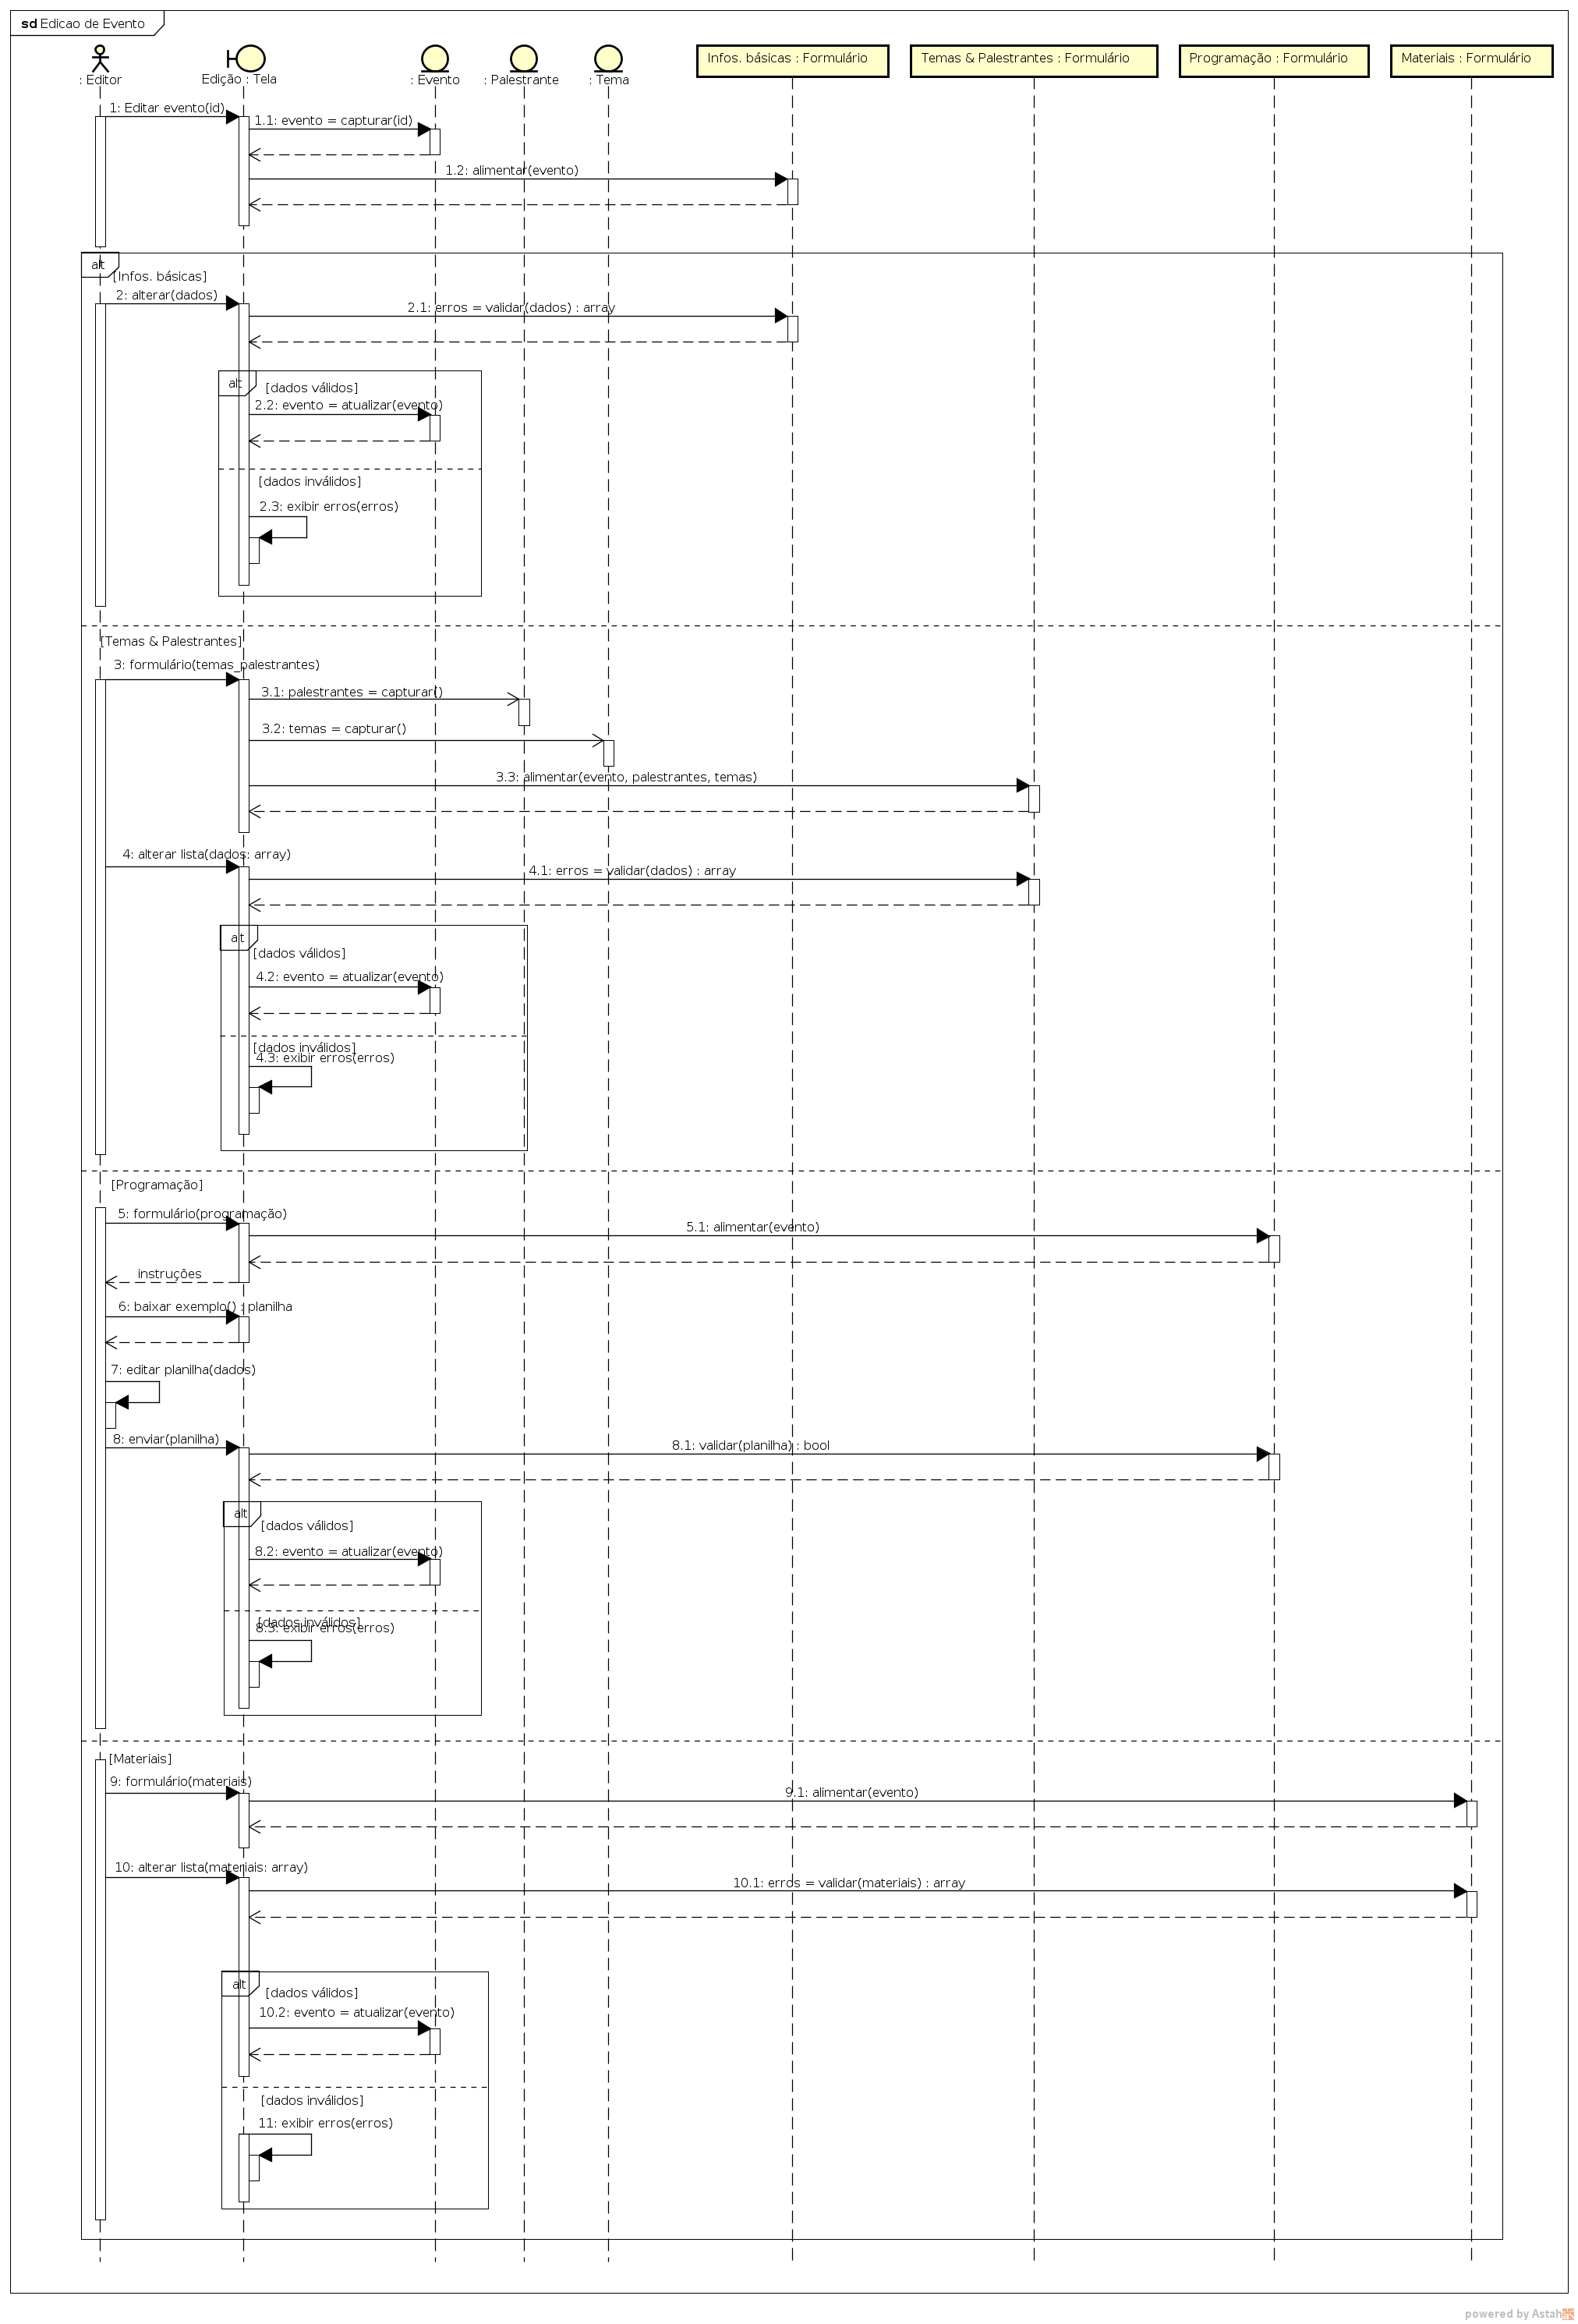 sd Edicao de Evento
: Editor
Edição : Tela
: Evento
: Palestrante
: Tema
Infos. básicas : Formulário
Temas & Palestrantes : Formulário
Programação : Formulário
Materiais : Formulário
1: Editar evento(id)
1.1: evento = capturar(id)
1.2: alimentar(evento)
alt
[Infos. básicas]
2: alterar(dados)
2.1: erros = validar(dados) : array
alt
[dados válidos]
2.2: evento = atualizar(evento)
[dados inválidos]
2.3: exibir erros(erros)
[Temas & Palestrantes]
3: formulário(temas_palestrantes)
3.1: palestrantes = capturar()
3.2: temas = capturar()
3.3: alimentar(evento, palestrantes, temas)
4: alterar lista(dados: array)
4.1: erros = validar(dados) : array
alt
[dados válidos]
4.2: evento = atualizar(evento)
[dados inválidos]
4.3: exibir erros(erros)
[Programação]
5: formulário(programação)
5.1: alimentar(evento)
instruções
6: baixar exemplo() : planilha
7: editar planilha(dados)
8: enviar(planilha)
8.1: validar(planilha) : bool
alt
[dados válidos]
8.2: evento = atualizar(evento)
[dados inválidos]
8.3: exibir erros(erros)
[Materiais]
9: formulário(materiais)
9.1: alimentar(evento)
10: alterar lista(materiais: array)
10.1: erros = validar(materiais) : array
alt
[dados válidos]
10.2: evento = atualizar(evento)
[dados inválidos]
11: exibir erros(erros)
powered by Astah